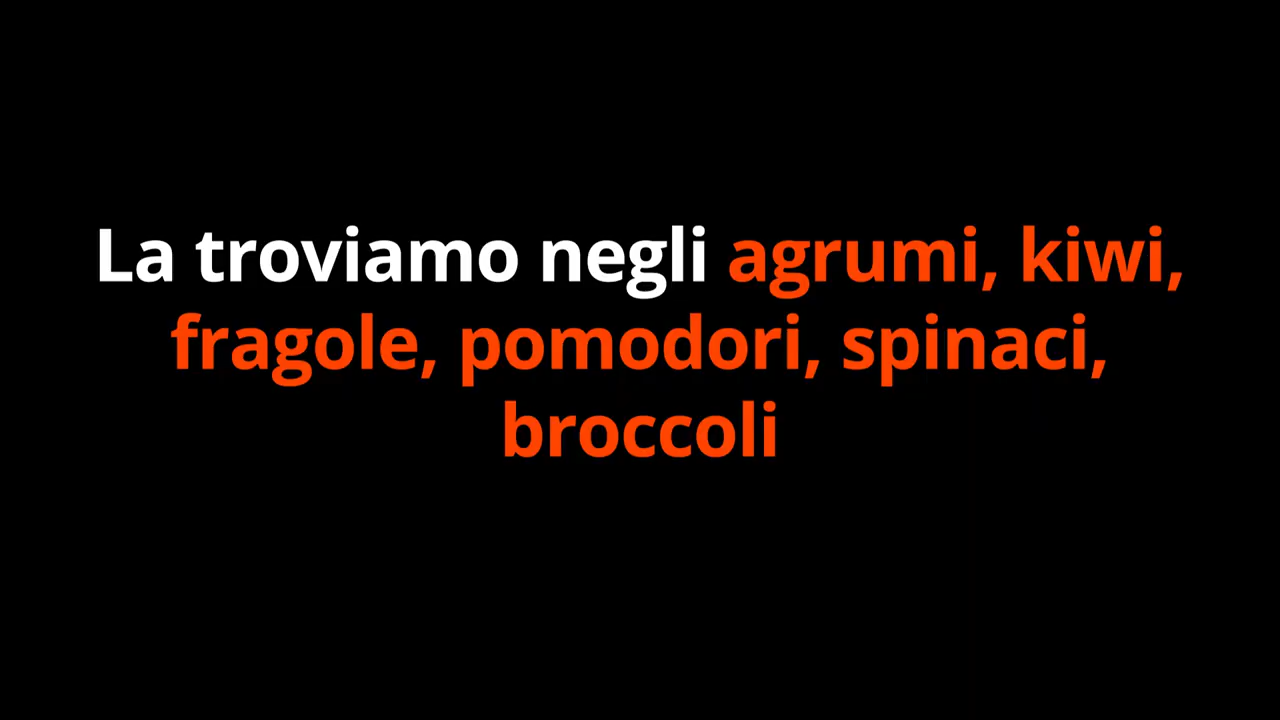 La troviamo negli agrumi, kiwi,
fragole, pomodori, spinaci,
broccoli